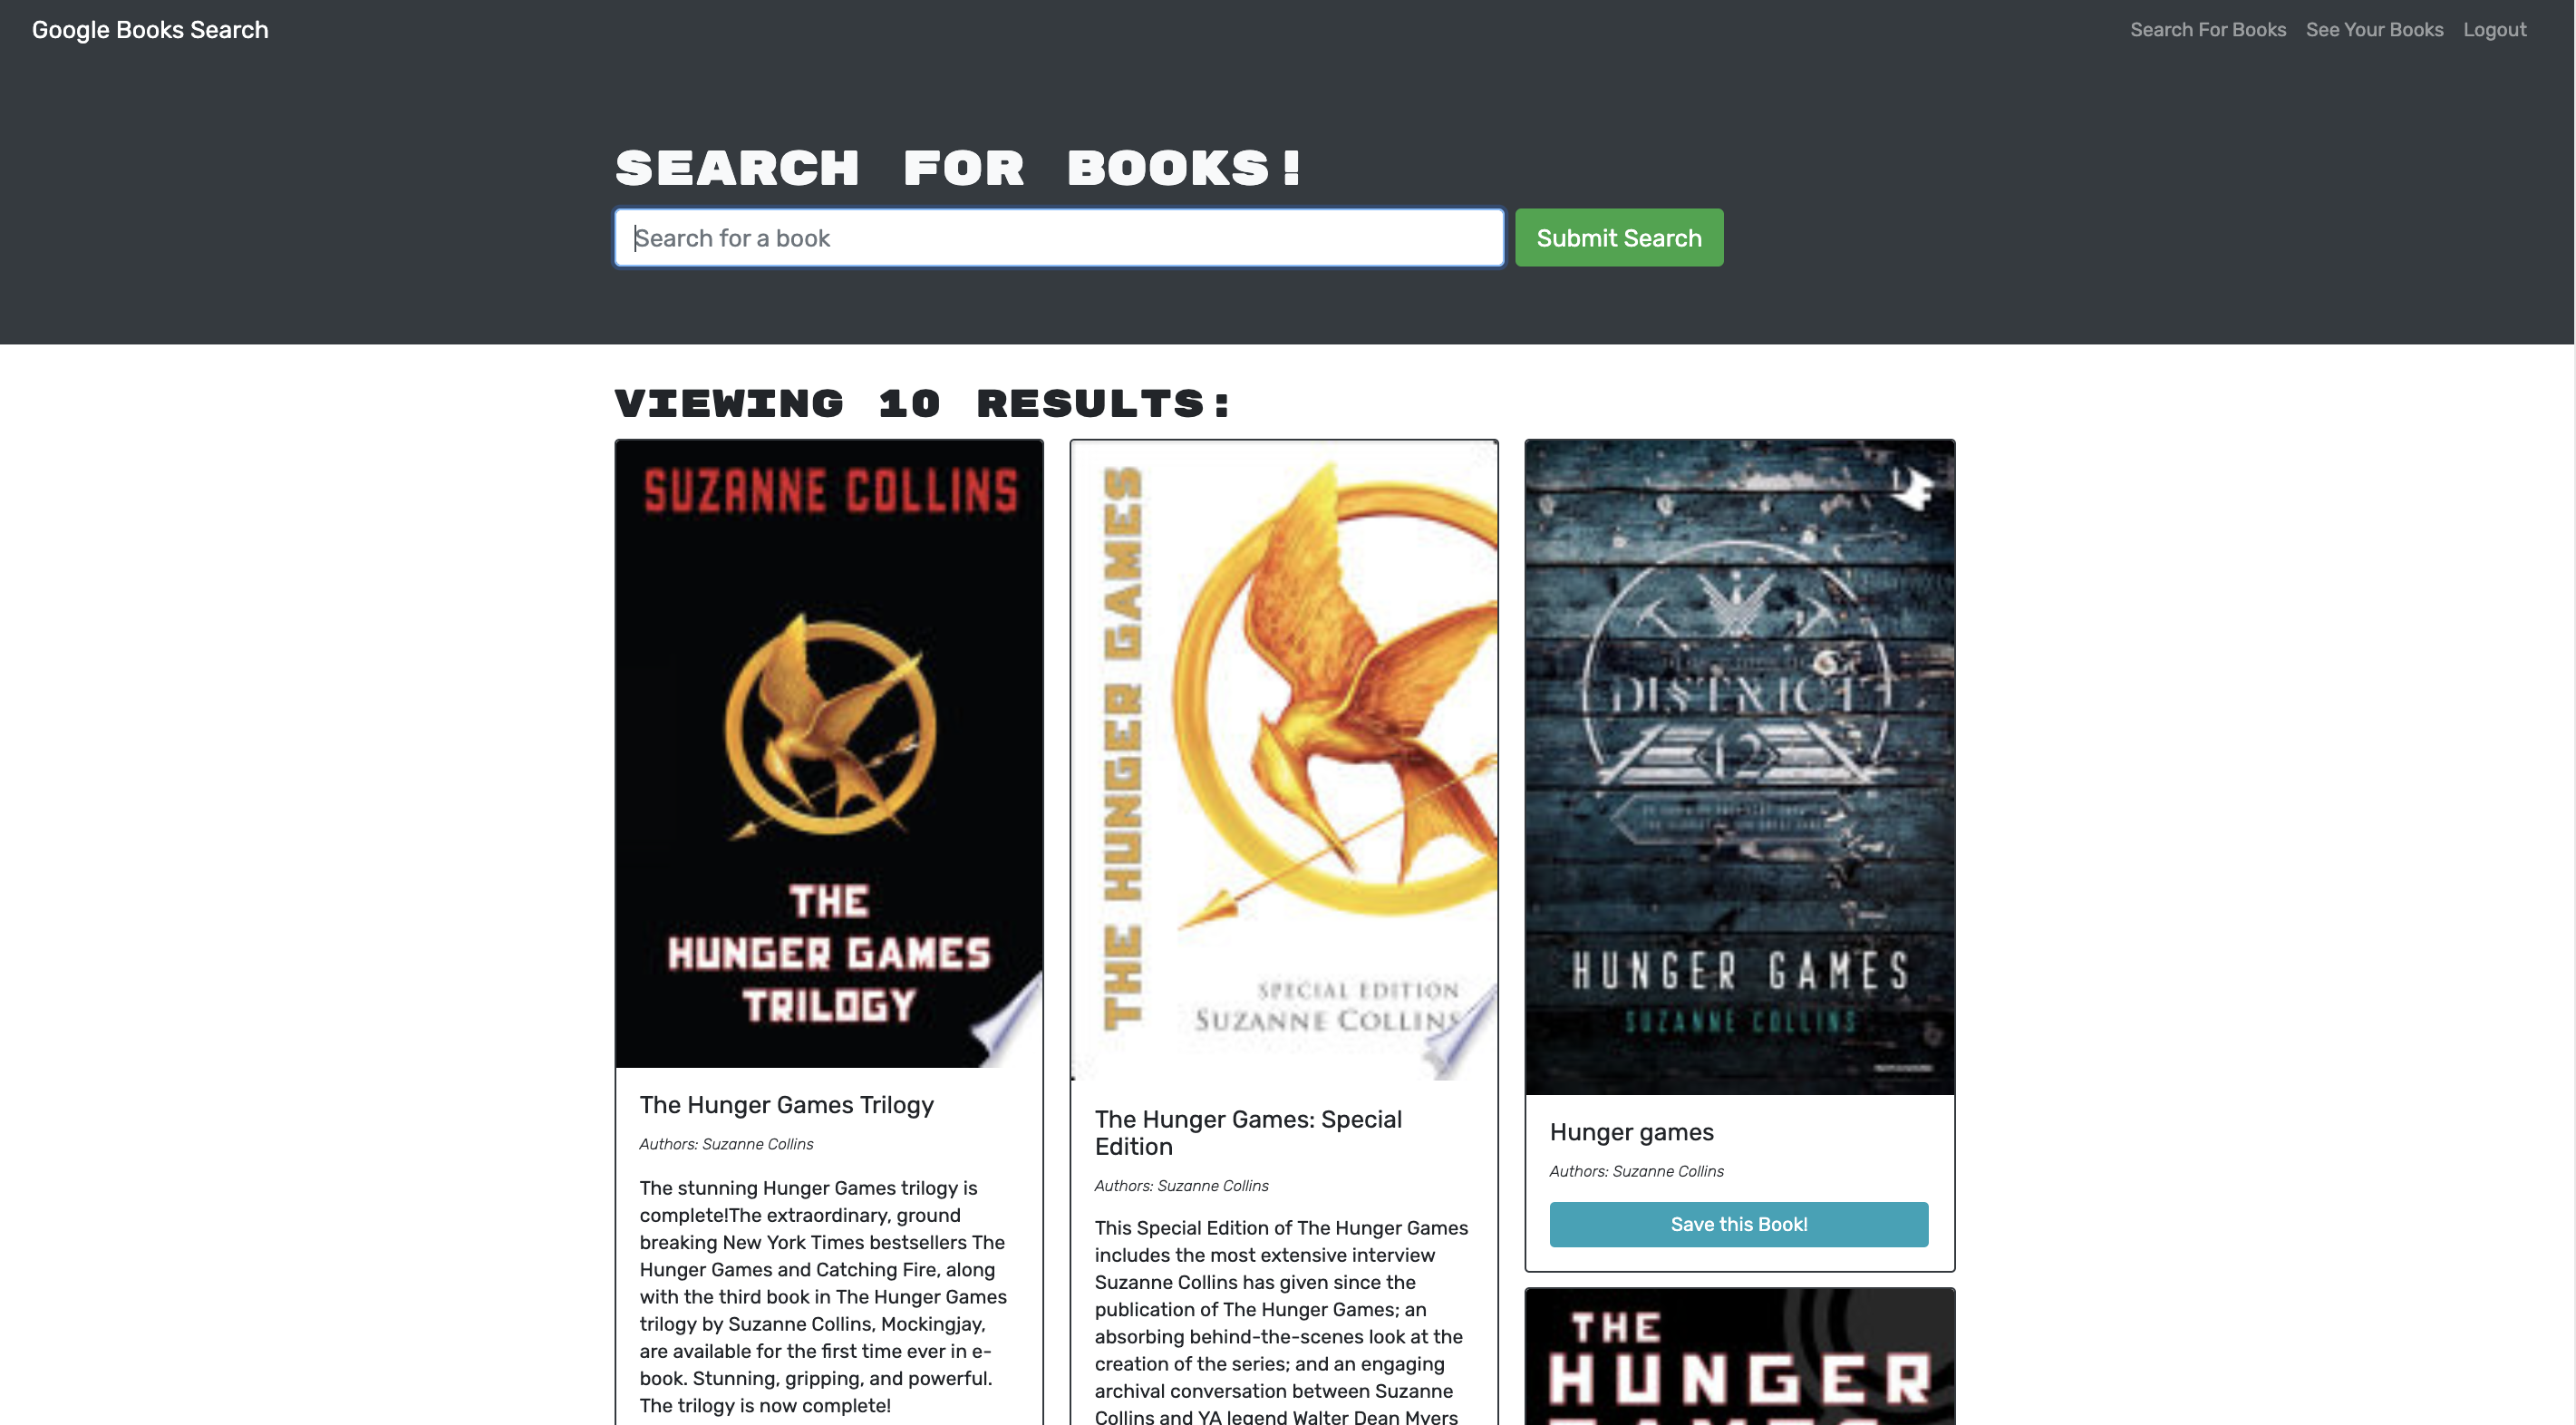 Google Books Search
Search For Books
See Your Books
Logout
SEARCH FOR BOOKS!
Search for a book
Submit Search
VIEWING 10 RESULTS:
SUZANNE COLLINS
THE
HUNGER GAMES
TRILOGY
The Hunger Games Trilogy
Authors: Suzanne Collins
The stunning Hunger Games trilogy is
complete!The extraordinary, ground
breaking New York Times bestsellers The
Hunger Games and Catching Fire, along
with the third book in The Hunger Games
trilogy by Suzanne Collins, Mockingjay,
are available for the first time ever in e-
book. Stunning, gripping, and powerful.
The trilogy is now complete!
THE HUNGER GAMES
SPECIAL EDITION
SUZANNE COLLINS
The Hunger Games: Special
Edition
Authors: Suzanne Collins
This Special Edition of The Hunger Games
includes the most extensive interview
Suzanne Collins has given since the
publication of The Hunger Games; an
absorbing behind-the-scenes look at the
creation of the series; and an engaging
archival conversation between Suzanne
Collins and YA legend Walter Dean Myers
DISTRICT
12
HUNGER GAMES
SUZANNE COLLINS
Hunger games
Authors: Suzanne Collins
Save this Book!
THE
HUNGER
GAMES